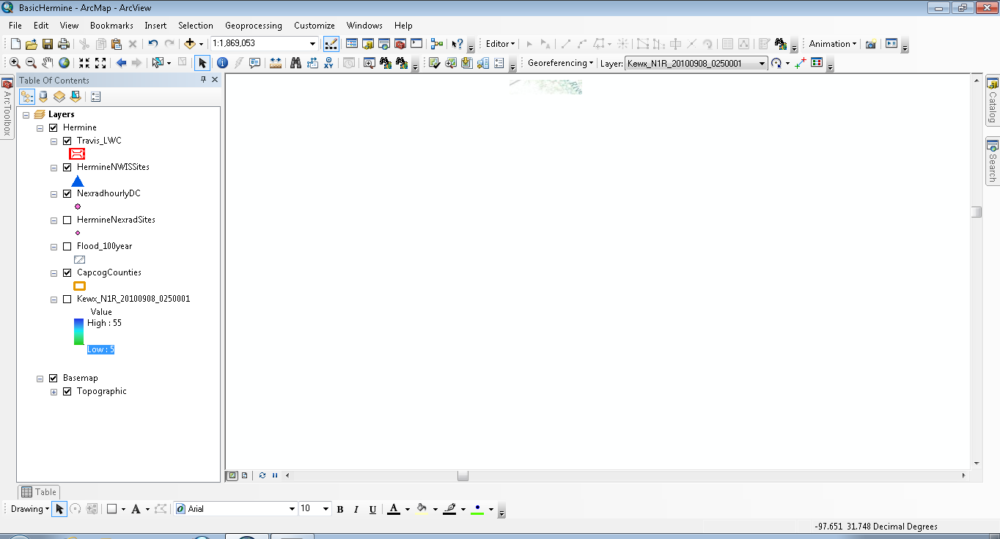 BasicHermine - ArcMap - ArcView
File Edit View Bookmarks Insert Selection Geoprocessing Customize Windows Help
1:1,869,053 Editor Animation
Georeferencing Layer: Kewx_N1R_20100908_0250001
Table Of Contents
ArcToolbox
Catalog
Search
Layers
Hermine
Travis_LWC
HermineNWISSites
NexradhourlyDC
HermineNexradSites
Flood_100year
CapcogCounties
Kewx_N1R_20100908_0250001
Value
High : 55
Low : 5
Basemap
Topographic
Table
Drawing A Arial 10 B I U A
-97.651 31.748 Decimal Degrees